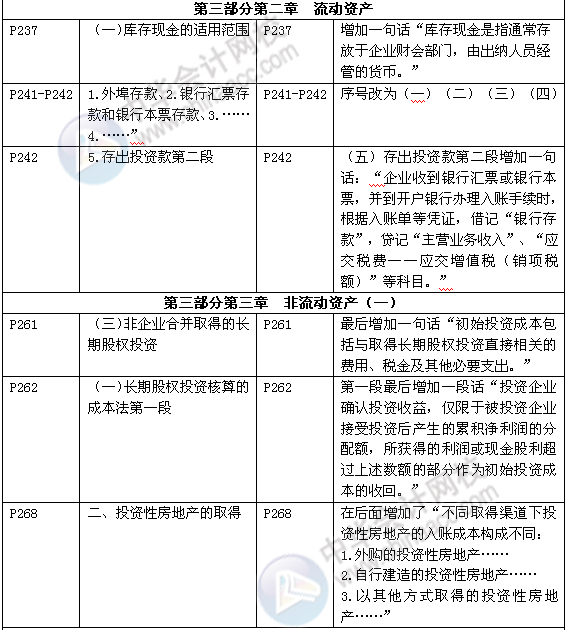 第三部分第二章 流动资产
P237 （一）库存现金的适用范围 P237 增加一句话“库存现金是指通常存
放于企业财会部门，由出纳人员经
管的货币。”
P241-P242 1.外埠存款、2.银行汇票存 P241-P242 序号改为（一）（二）（三）（四）
款和银行本票存款、3.……
4.……”
P242 5.存出投资款第二段 P242 （五）存出投资款第二段增加一句
话：“企业收到银行汇票或银行本
票，并到开户银行办理入账手续时，
根据入账单等凭证，借记“银行存
款”，贷记“主营业务收入”、“应
交税费——应交增值税（销项税
额）”等科目。”
第三部分第三章 非流动资产（一）
P261 （三）非企业合并取得的长 P261 最后增加一句话“初始投资成本包
期股权投资 括与取得长期股权投资直接相关的
费用、税金及其他必要支出。”
P262 （一）长期股权投资核算的 P262 第一段最后增加一段话“投资企业
成本法第一段 确认投资收益，仅限于被投资企业
接受投资后产生的累积净利润的分
配额，所获得的利润或现金股利超
过上述数额的部分作为初始投资成
本的收回。”
P268 二、投资性房地产的取得 P268 在后面增加了“不同取得渠道下投
资性房地产的入账成本构成不同：
1.外购的投资性房地产……
2.自行建造的投资性房地产……
3.以其他方式取得的投资性房地
产……”
中华会计网校